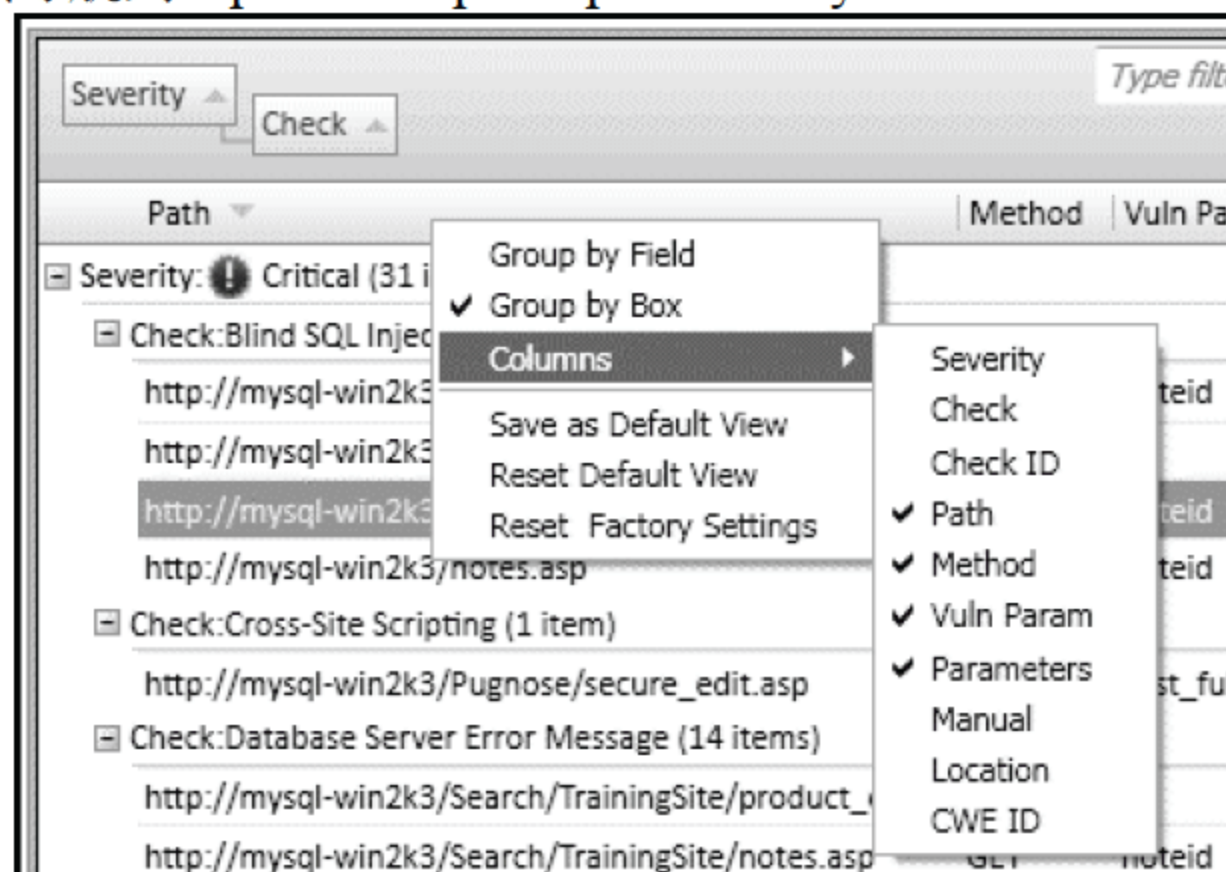 Severity
Check
Type filt
Path
Method
Vuln Pa
Severity: Critical (31 i
Check:Blind SQL Injec
http://mysql-win2k3
teid
http://mysql-win2k3
http://mysql-win2k3
teid
http://mysql-win2k3/notes.asp
teid
Check:Cross-Site Scripting (1 item)
http://mysql-win2k3/Pugnose/secure_edit.asp
st_fu
Check:Database Server Error Message (14 items)
http://mysql-win2k3/Search/TrainingSite/product_
http://mysql-win2k3/Search/TrainingSite/notes.asp
GET
noteid
Group by Field
Group by Box
Columns
Save as Default View
Reset Default View
Reset Factory Settings
Severity
Check
Check ID
Path
Method
Vuln Param
Parameters
Manual
Location
CWE ID